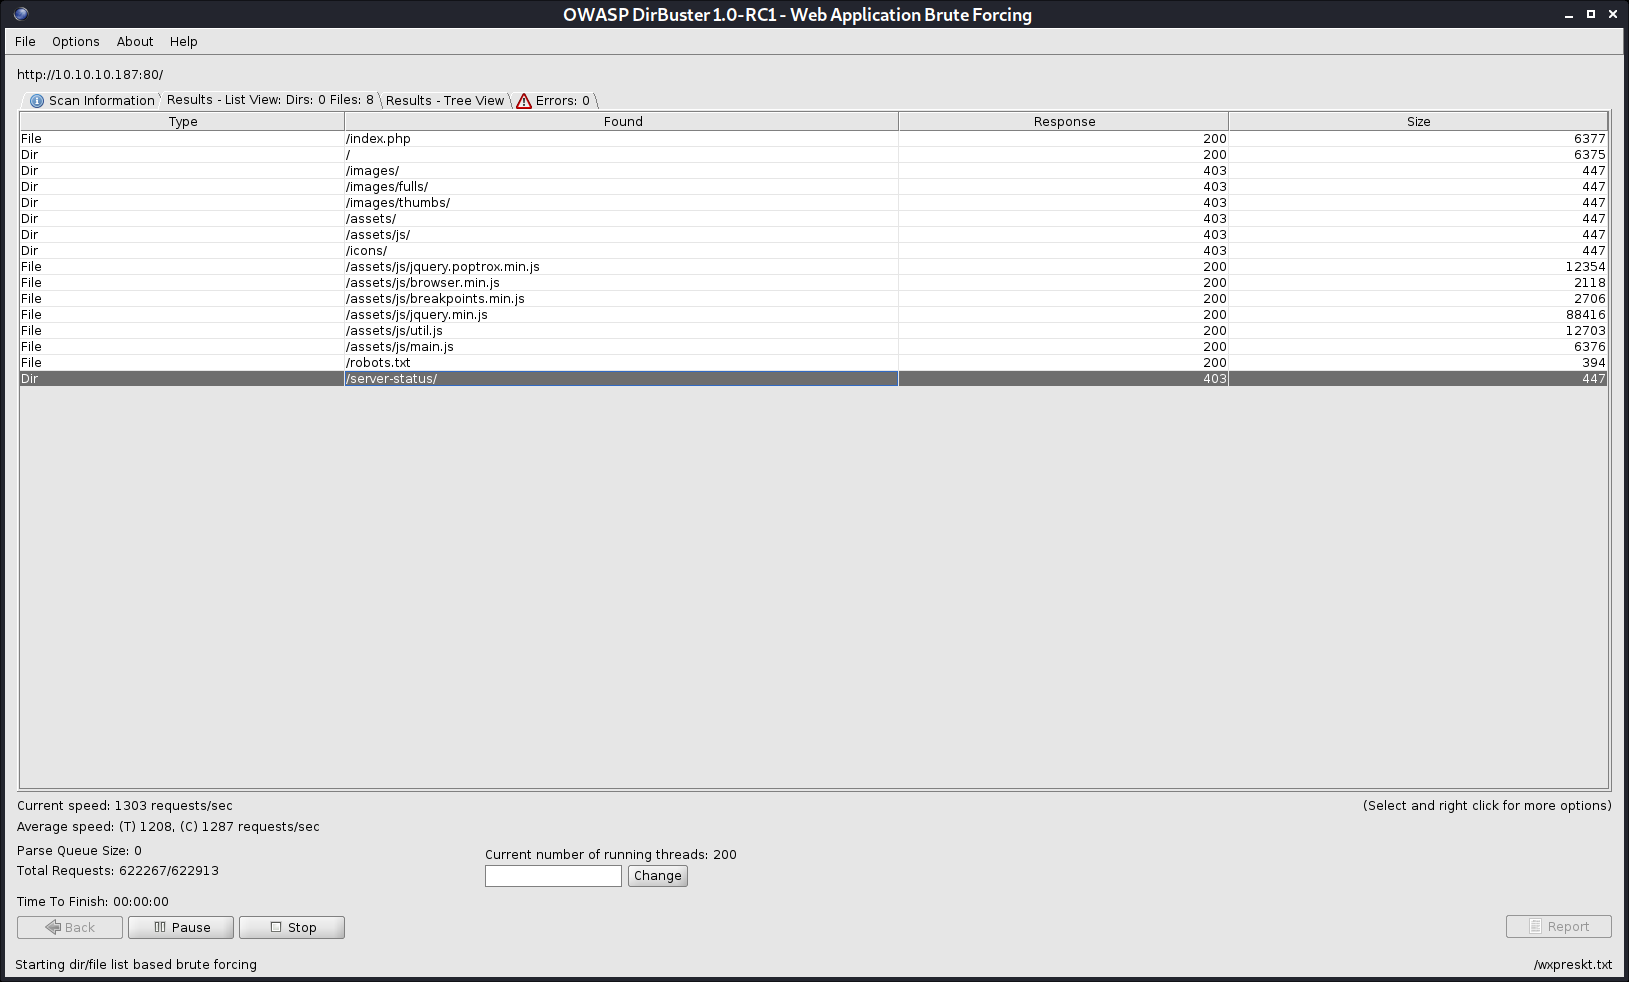 OWASP DirBuster 1.0-RC1 - Web Application Brute Forcing
File Options About Help
http://10.10.10.187:80/
Scan Information Results - List View: Dirs: 0 Files: 8 Results - Tree View Errors: 0
Type Found Response Size
File /index.php 200 6377
Dir / 200 6375
Dir /images/ 403 447
Dir /images/fulls/ 403 447
Dir /images/thumbs/ 403 447
Dir /assets/ 403 447
Dir /assets/js/ 403 447
Dir /icons/ 403 447
File /assets/js/jquery.poptrox.min.js 200 12354
File /assets/js/browser.min.js 200 2118
File /assets/js/breakpoints.min.js 200 2706
File /assets/js/jquery.min.js 200 88416
File /assets/js/util.js 200 12703
File /assets/js/main.js 200 6376
File /robots.txt 200 394
Dir /server-status/ 403 447
Current speed: 1303 requests/sec (Select and right click for more options)
Average speed: (T) 1208, (C) 1287 requests/sec
Parse Queue Size: 0 Current number of running threads: 200
Total Requests: 622267/622913 Change
Time To Finish: 00:00:00
Back Pause Stop Report
Starting dir/file list based brute forcing /wxpreskt.txt